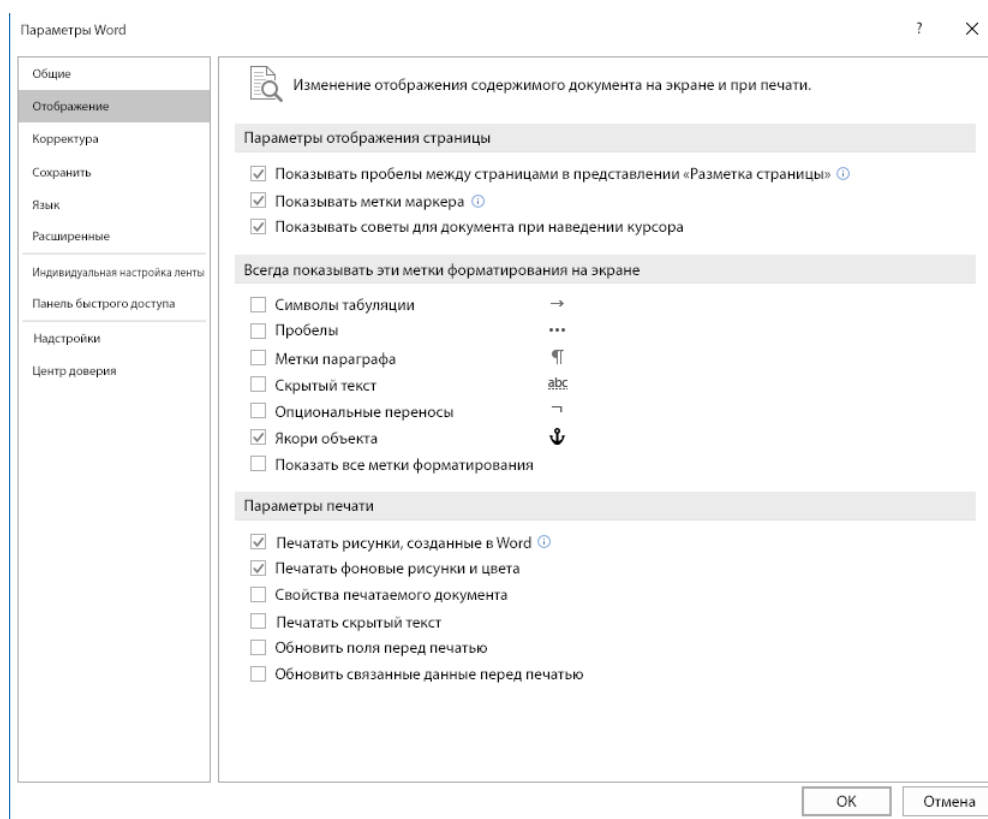 Параметры Word
?
Общие
Отображение
Корректура
Сохранить
Язык
Расширенные
Индивидуальная настройка ленты
Панель быстрого доступа
Надстройки
Центр доверия
Изменение отображения содержимого документа на экране и при печати.
Параметры отображения страницы
Показывать пробелы между страницами в представлении «Разметка страницы»
Показывать метки маркера
Показывать советы для документа при наведении курсора
Всегда показывать эти метки форматирования на экране
Символы табуляции →
Пробелы •••
Метки параграфа ¶
Скрытый текст abc
Опциональные переносы ¬
Якори объекта
Показать все метки форматирования
Параметры печати
Печатать рисунки, созданные в Word
Печатать фоновые рисунки и цвета
Свойства печатаемого документа
Печатать скрытый текст
Обновить поля перед печатью
Обновить связанные данные перед печатью
OK
Отмена